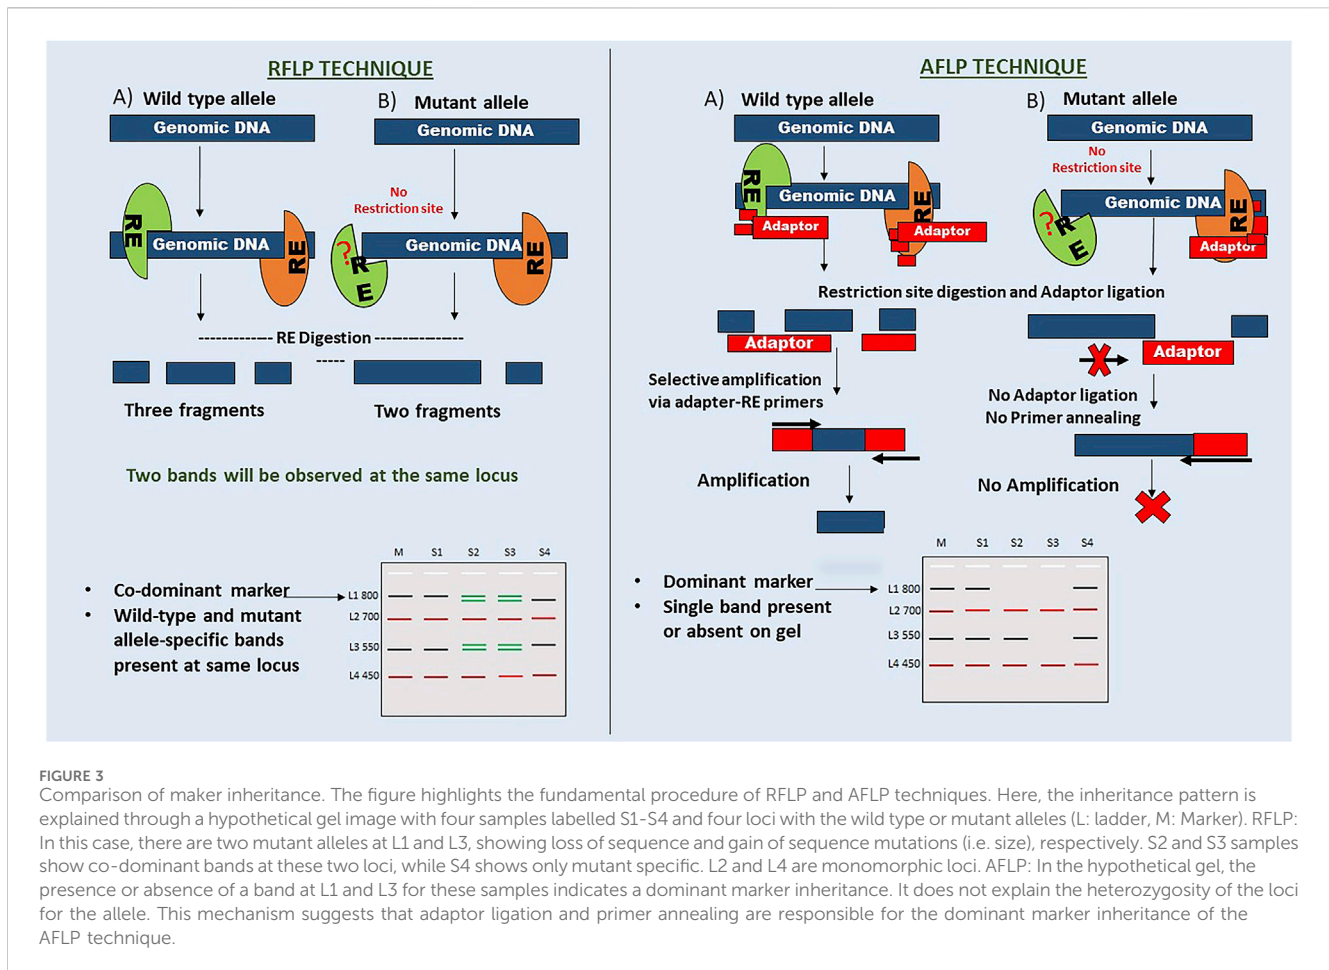 RFLP TECHNIQUE
A) Wild type allele
B) Mutant allele
Genomic DNA
Genomic DNA
No
Restriction site
RE
Genomic DNA
RE
?
R
E
Genomic DNA
RE
------------- RE Digestion ----------------
-----
Three fragments
Two fragments
Two bands will be observed at the same locus
• Co-dominant marker
• Wild-type and mutant
allele-specific bands
present at same locus
M S1 S2 S3 S4
L1 800
L2 700
L3 550
L4 450
AFLP TECHNIQUE
A) Wild type allele
B) Mutant allele
Genomic DNA
Genomic DNA
No
Restriction site
RE
Genomic DNA
RE
Adaptor
Adaptor
?
R
E
Genomic DNA
RE
Adaptor
Restriction site digestion and Adaptor ligation
Adaptor
Adaptor
Selective amplification
via adapter-RE primers
No Adaptor ligation
No Primer annealing
Amplification
No Amplification
• Dominant marker
• Single band present
or absent on gel
M S1 S2 S3 S4
L1 800
L2 700
L3 550
L4 450
FIGURE 3
Comparison of maker inheritance. The figure highlights the fundamental procedure of RFLP and AFLP techniques. Here, the inheritance pattern is
explained through a hypothetical gel image with four samples labelled S1-S4 and four loci with the wild type or mutant alleles (L: ladder, M: Marker). RFLP:
In this case, there are two mutant alleles at L1 and L3, showing loss of sequence and gain of sequence mutations (i.e. size), respectively. S2 and S3 samples
show co-dominant bands at these two loci, while S4 shows only mutant specific. L2 and L4 are monomorphic loci. AFLP: In the hypothetical gel, the
presence or absence of a band at L1 and L3 for these samples indicates a dominant marker inheritance. It does not explain the heterozygosity of the loci
for the allele. This mechanism suggests that adaptor ligation and primer annealing are responsible for the dominant marker inheritance of the
AFLP technique.